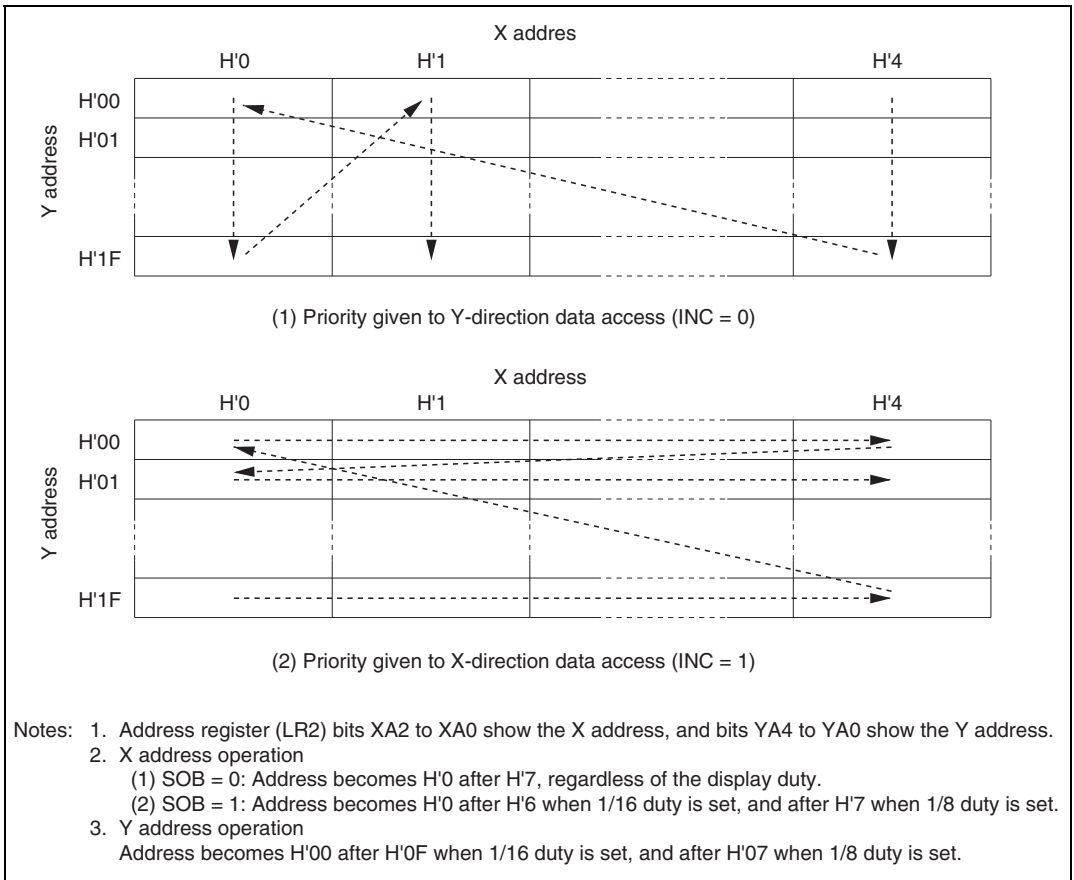 X addres
H'0 H'1 H'4
H'00
H'01
Y address
H'1F
(1) Priority given to Y-direction data access (INC = 0)
X address
H'0 H'1 H'4
H'00
H'01
Y address
H'1F
(2) Priority given to X-direction data access (INC = 1)
Notes: 1. Address register (LR2) bits XA2 to XA0 show the X address, and bits YA4 to YA0 show the Y address.
2. X address operation
(1) SOB = 0: Address becomes H'0 after H'7, regardless of the display duty.
(2) SOB = 1: Address becomes H'0 after H'6 when 1/16 duty is set, and after H'7 when 1/8 duty is set.
3. Y address operation
Address becomes H'00 after H'0F when 1/16 duty is set, and after H'07 when 1/8 duty is set.